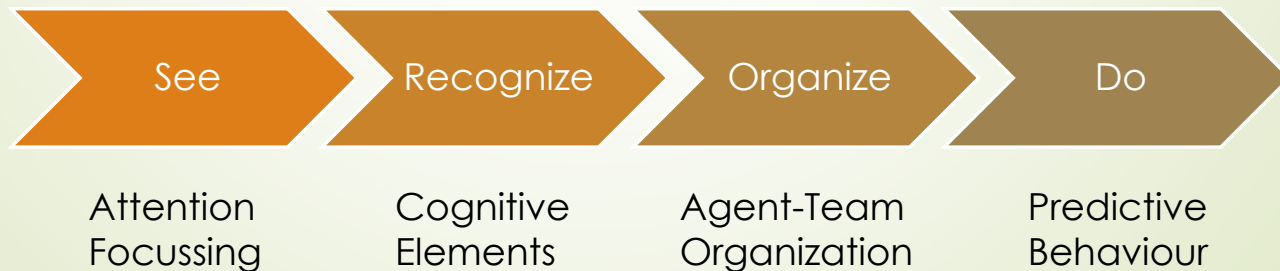 See
Recognize
Organize
Do
Attention
Focussing
Cognitive
Elements
Agent-Team
Organization
Predictive
Behaviour